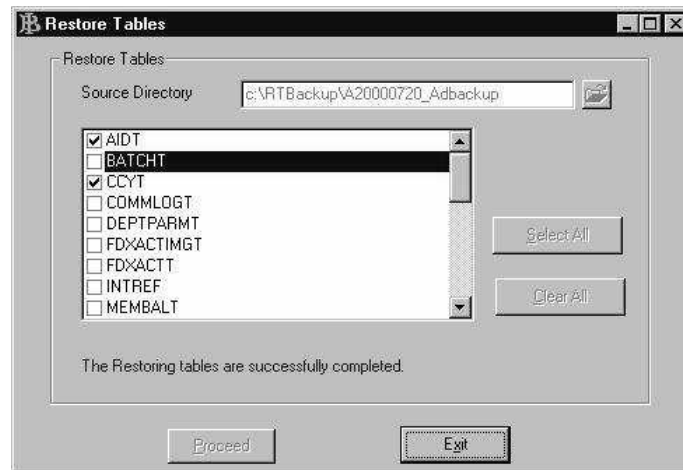 Restore Tables
Restore Tables
Source Directory c:\RTBackup\A20000720_Adbackup
AIDT
BATCHT
CCYT
COMMLOGT
DEPTPARMT
FDXACTIMGT
FDXACTT
INTREF
MEMBALT
Select All
Clear All
The Restoring tables are successfully completed.
Proceed Exit